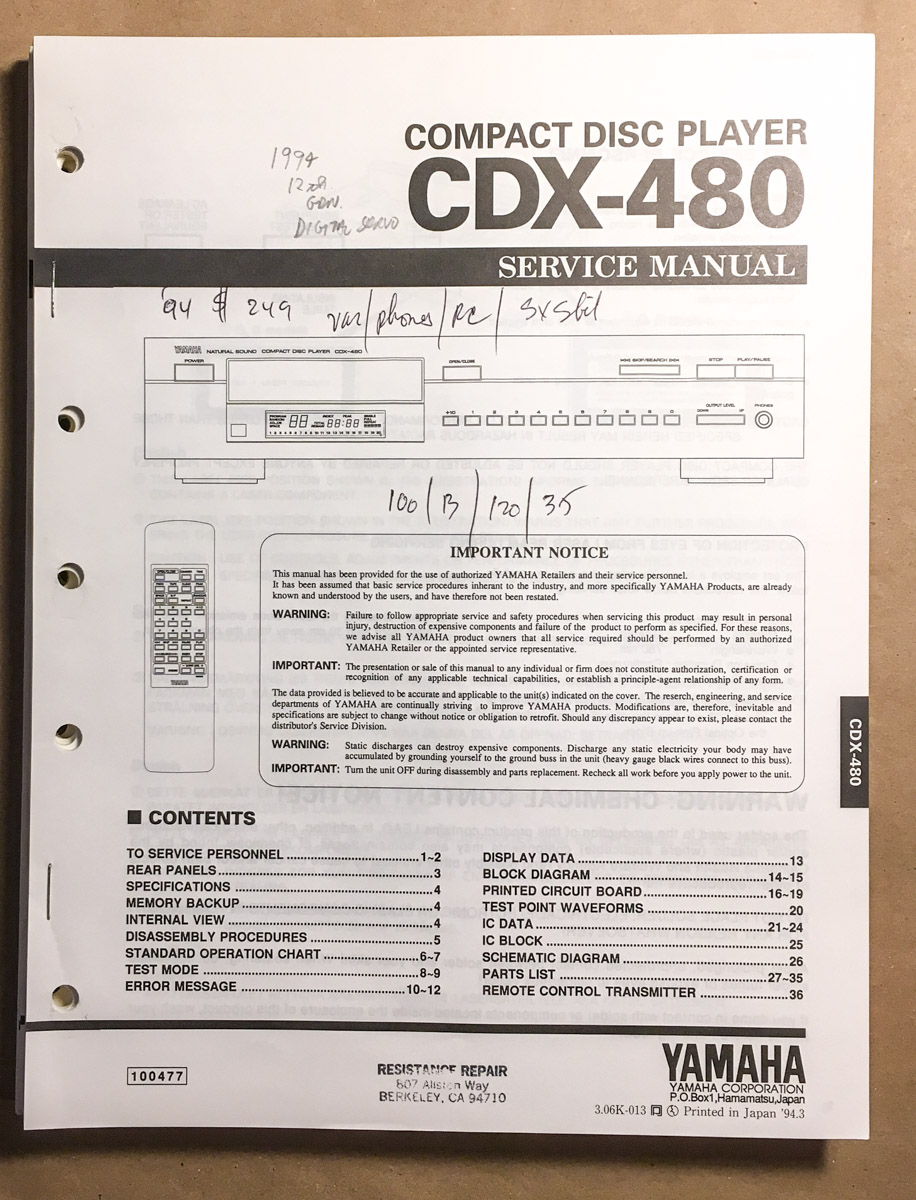 COMPACT DISC PLAYER
CDX-480
1994
GDN.
DIGITAL SERVO
SERVICE MANUAL
'94 $ 249
var/phones/RC/
YAMAHA NATURAL SOUND COMPACT DISC PLAYER CDX-480
POWER
OPEN/CLOSE
SKIP/SEARCH
STOP
PLAY/PAUSE
OUTPUT LEVEL
DOWN
UP
PHONES
+10 1 2 3 4 5 6 7 8 9 0
100/B/120/35
IMPORTANT NOTICE
This manual has been provided for the use of authorized YAMAHA Retailers and their service personnel.
It has been assumed that basic service procedures inherant to the industry, and more specifically YAMAHA Products, are already
known and understood by the users, and have therefore not been restated.
WARNING: Failure to follow appropriate service and safety procedures when servicing this product may result in personal
injury, destruction of expensive components and failure of the product to perform as specified. For these reasons,
we advise all YAMAHA product owners that all service required should be performed by an authorized
YAMAHA Retailer or the appointed service representative.
IMPORTANT: The presentation or sale of this manual to any individual or firm does not constitute authorization, certification or
recognition of any applicable technical capabilities, or establish a principle-agent relationship of any form.
The data provided is believed to be accurate and applicable to the unit(s) indicated on the cover. The reserch, engineering, and service
departments of YAMAHA are continually striving to improve YAMAHA products. Modifications are, therefore, inevitable and
specifications are subject to change without notice or obligation to retrofit. Should any discrepancy appear to exist, please contact the
distributor's Service Division.
WARNING: Static discharges can destroy expensive components. Discharge any static electricity your body may have
accumulated by grounding yourself to the ground buss in the unit (heavy gauge black wires connect to this buss).
IMPORTANT: Turn the unit OFF during disassembly and parts replacement. Recheck all work before you apply power to the unit.
YAMAHA
CDX-480
■ CONTENTS
TO SERVICE PERSONNEL ........ 1~2
REAR PANELS ........ 3
SPECIFICATIONS ........ 4
MEMORY BACKUP ........ 4
INTERNAL VIEW ........ 4
DISASSEMBLY PROCEDURES ........ 5
STANDARD OPERATION CHART ........ 6~7
TEST MODE ........ 8~9
ERROR MESSAGE ........ 10~12
DISPLAY DATA ........ 13
BLOCK DIAGRAM ........ 14~15
PRINTED CIRCUIT BOARD ........ 16~19
TEST POINT WAVEFORMS ........ 20
IC DATA ........ 21~24
IC BLOCK ........ 25
SCHEMATIC DIAGRAM ........ 26
PARTS LIST ........ 27~35
REMOTE CONTROL TRANSMITTER ........ 36
100477
RESISTANCE REPAIR
807 Allston Way
BERKELEY, CA 94710
YAMAHA
YAMAHA CORPORATION
P.O.Box1,Hamamatsu,Japan
3.06K-013 Printed in Japan '94.3